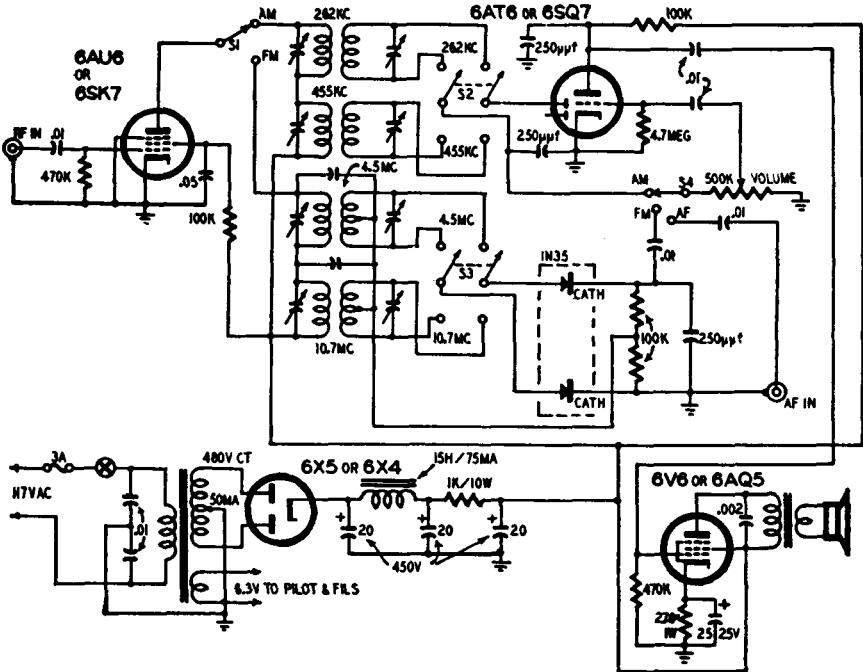 6AU6
OR
6SK7
RF IN
.01
470K
.05
100K
S1
AM
FM
262KC
455KC
4.5MC
10.7MC
262KC
S2
455KC
4.5MC
S3
10.7MC
6AT6 OR 6SQ7
250µµf
100K
.01
250µµf
4.7MEG
AM
S4
500K
VOLUME
FM
AF
.01
.01
IN35
CATH
100K
250µµf
CATH
AF IN
3A
117VAC
.01
480V CT
50MA
6X5 OR 6X4
15H/75MA
1K/10W
+
20
+
20
+
20
450V
6.3V TO PILOT & FILS
6V6 OR 6AQ5
.002
470K
270
1W
+
25
25V